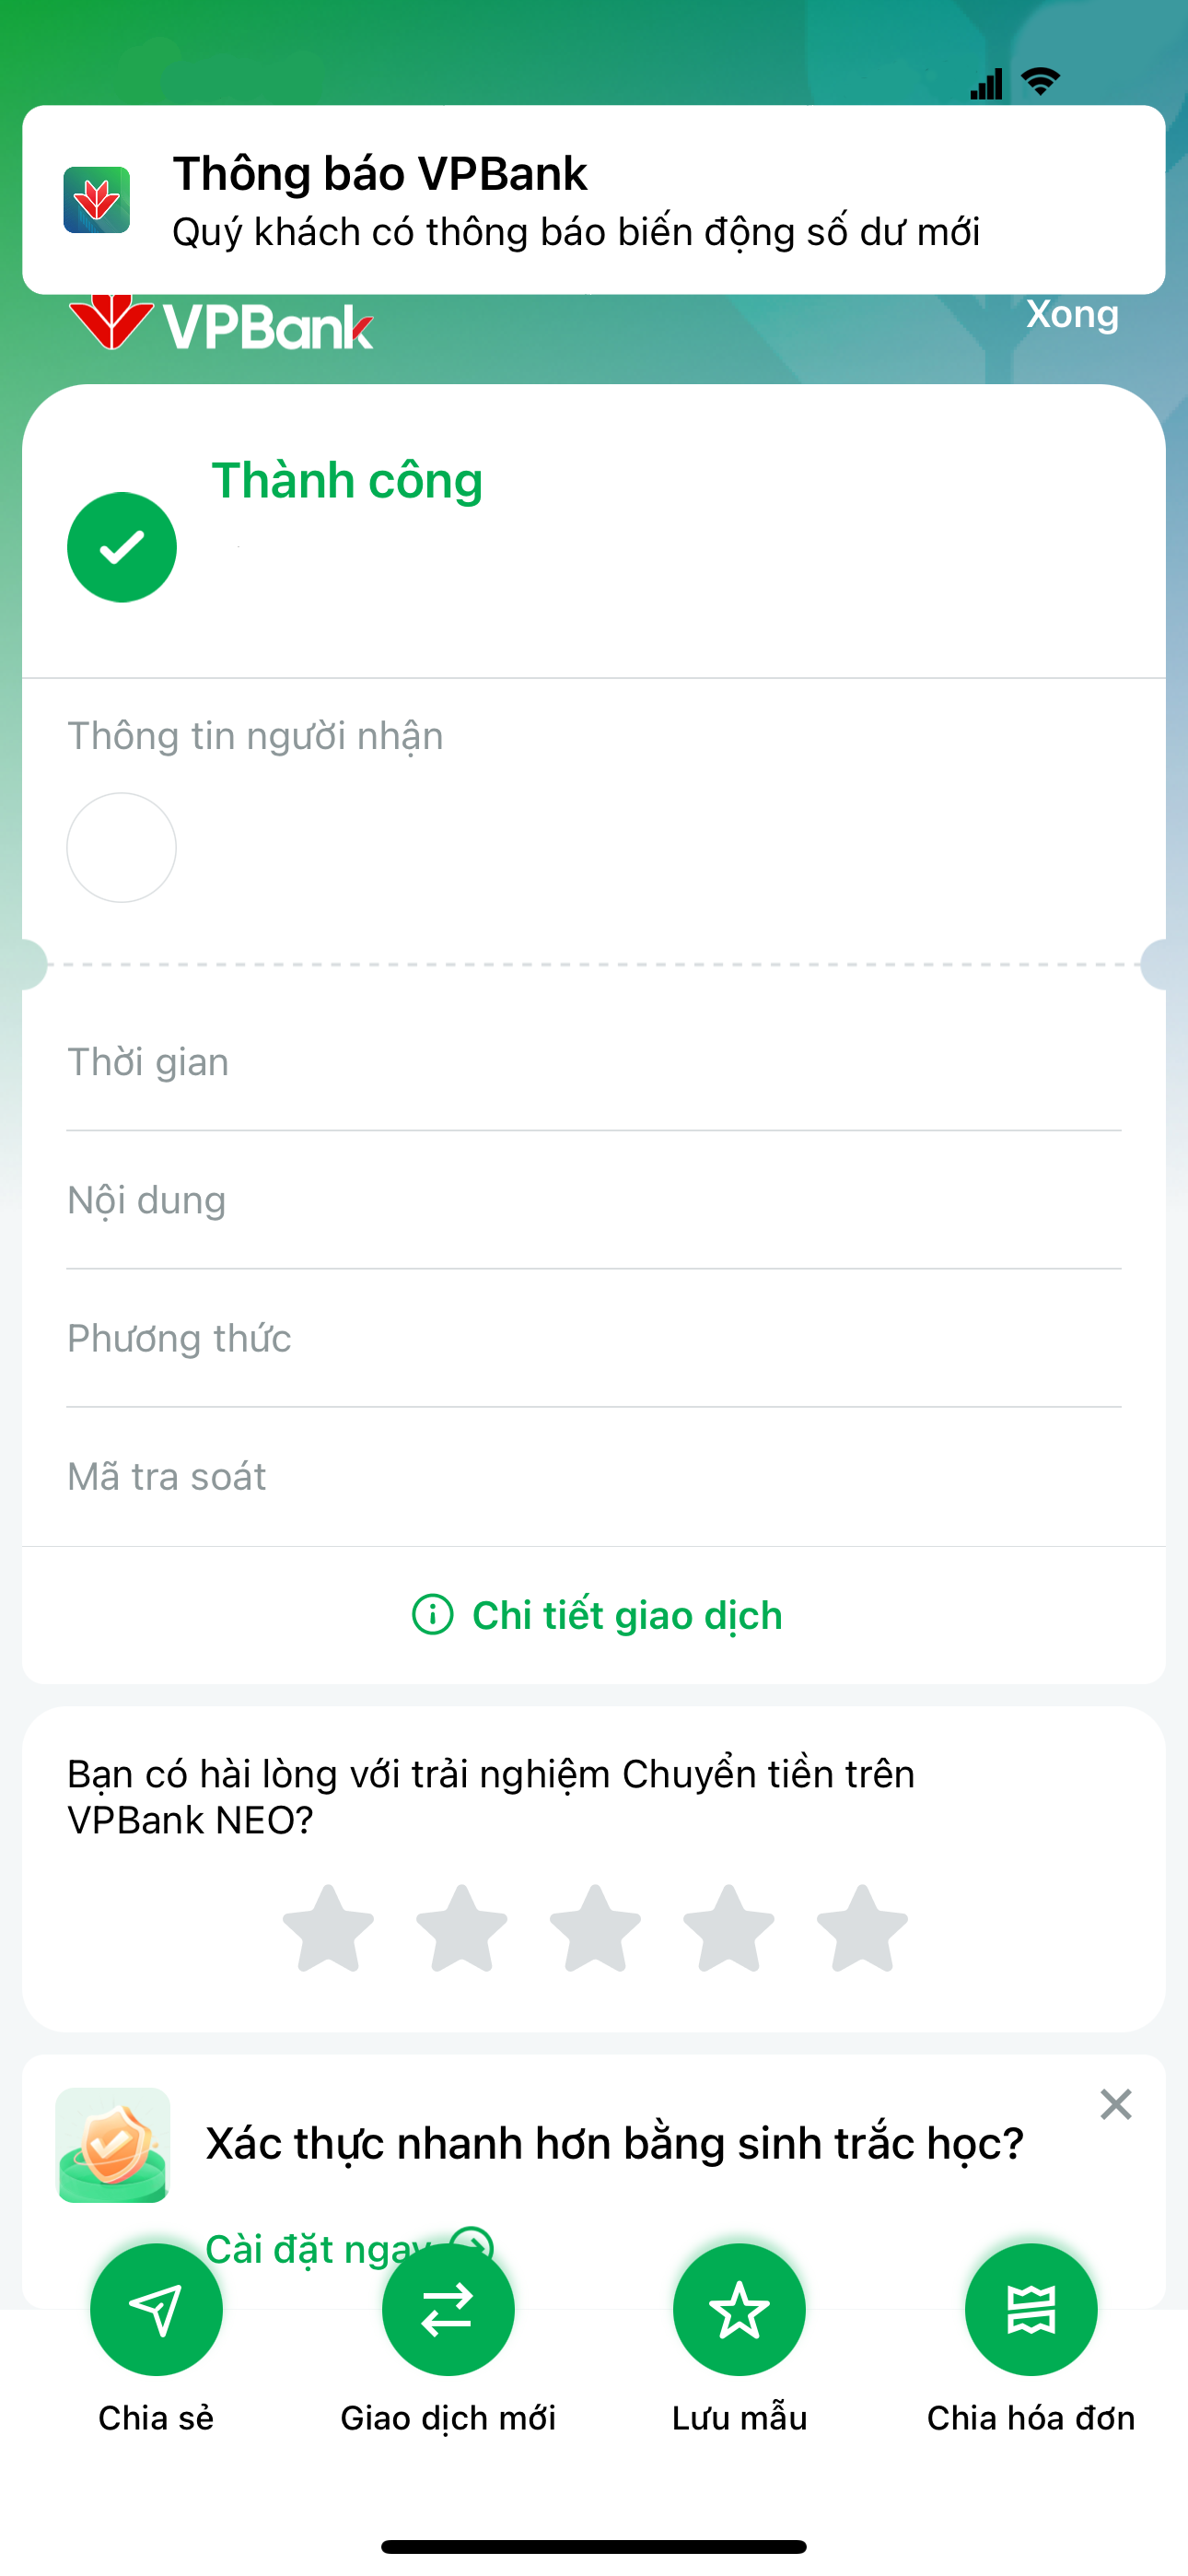 Thông báo VPBank
Quý khách có thông báo biến động số dư mới
VPBank
Xong
Thành công
Thông tin người nhận
Thời gian
Nội dung
Phương thức
Mã tra soát
Chi tiết giao dịch
Bạn có hài lòng với trải nghiệm Chuyển tiền trên
VPBank NEO?
Xác thực nhanh hơn bằng sinh trắc học?
Cài đặt ngay
Chia sẻ
Giao dịch mới
Lưu mẫu
Chia hóa đơn